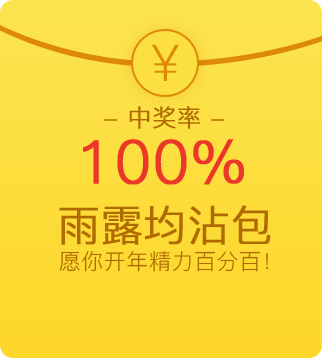 ¥
– 中奖率 –
100%
雨露均沾包
愿你开年精力百分百!